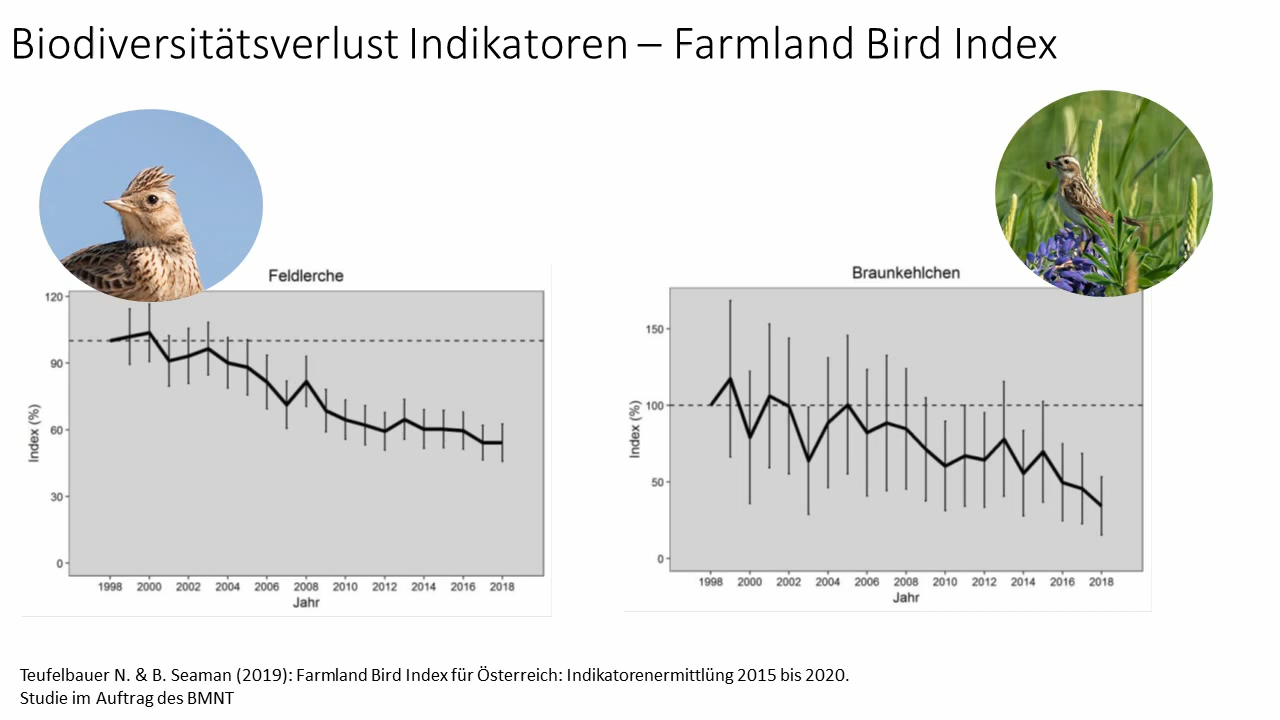 Biodiversitätsverlust Indikatoren – Farmland Bird Index
Feldlerche
120
90
60
30
0
Index (%)
1998 2000 2002 2004 2006 2008 2010 2012 2014 2016 2018
Jahr
Braunkehlchen
150
100
50
0
Index (%)
1998 2000 2002 2004 2006 2008 2010 2012 2014 2016 2018
Jahr
Teufelbauer N. & B. Seaman (2019): Farmland Bird Index für Österreich: Indikatorenermittlüng 2015 bis 2020.
Studie im Auftrag des BMNT